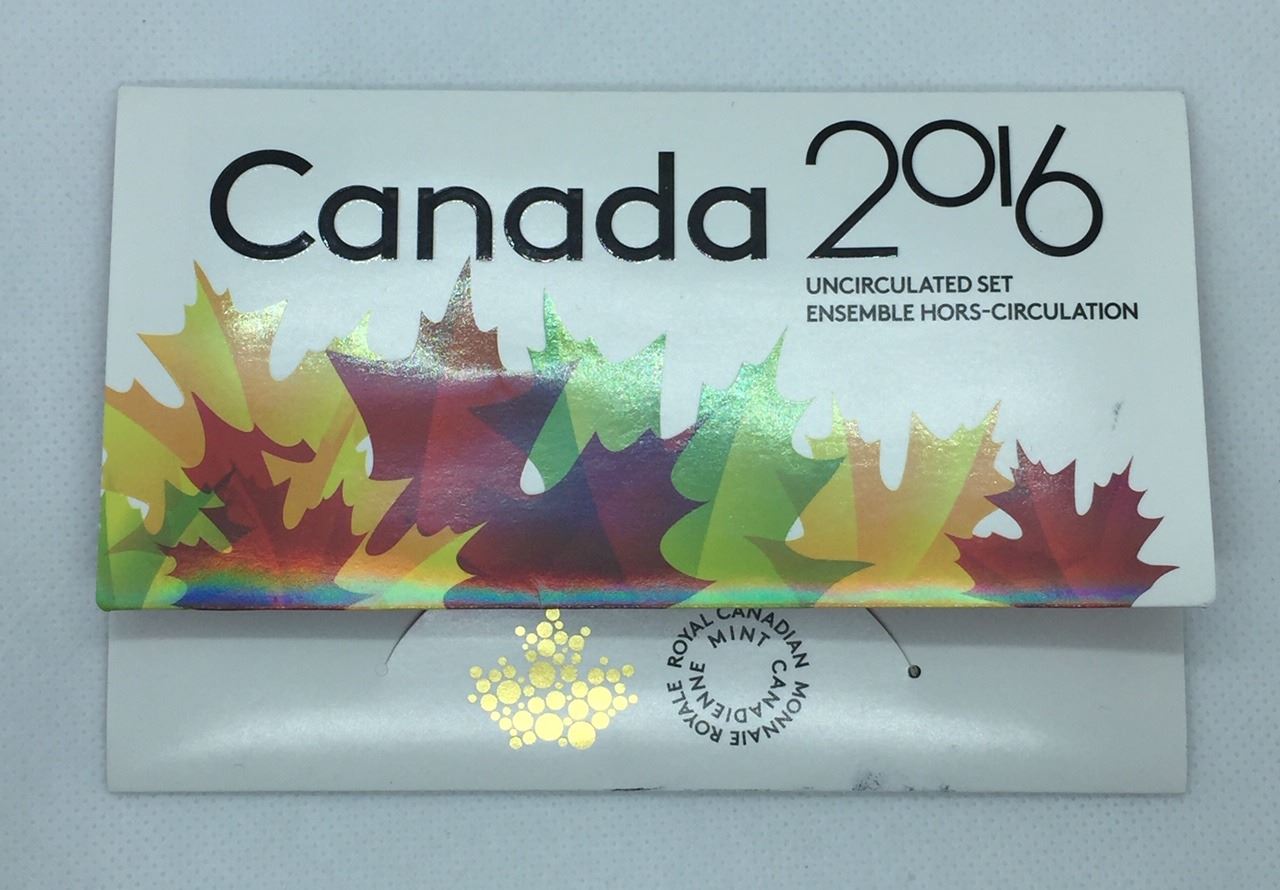 Canada 2016
UNCIRCULATED SET
ENSEMBLE HORS-CIRCULATION
ROYAL CANADIAN MINT
MONNAIE ROYALE CANADIENNE